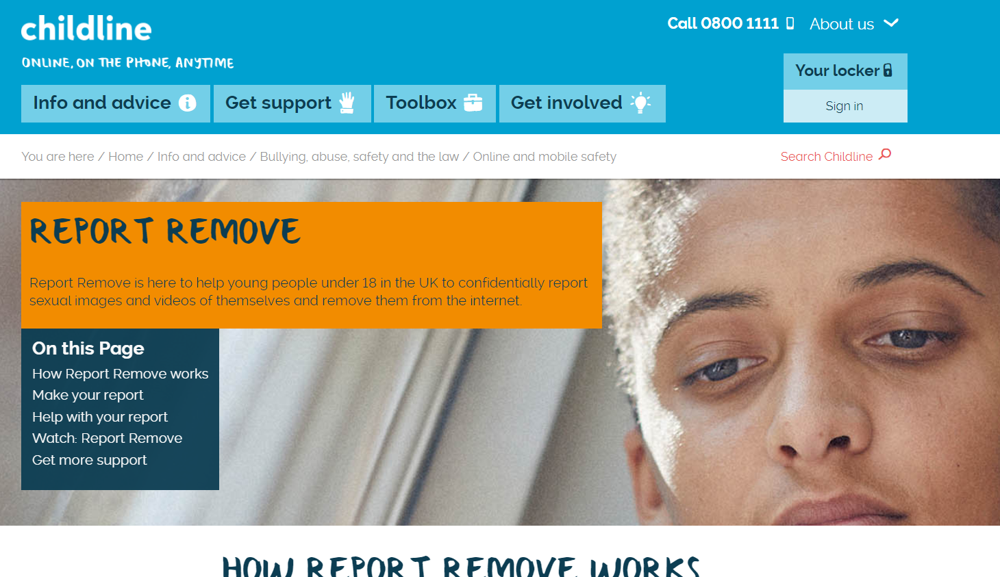 childline
ONLINE, ON THE PHONE, ANYTIME
Call 0800 1111
About us
Your locker
Sign in
Info and advice
Get support
Toolbox
Get involved
You are here / Home / Info and advice / Bullying, abuse, safety and the law / Online and mobile safety
Search Childline
REPORT REMOVE
Report Remove is here to help young people under 18 in the UK to confidentially report
sexual images and videos of themselves and remove them from the internet.
On this Page
How Report Remove works
Make your report
Help with your report
Watch: Report Remove
Get more support
HOW REPORT REMOVE WORKS